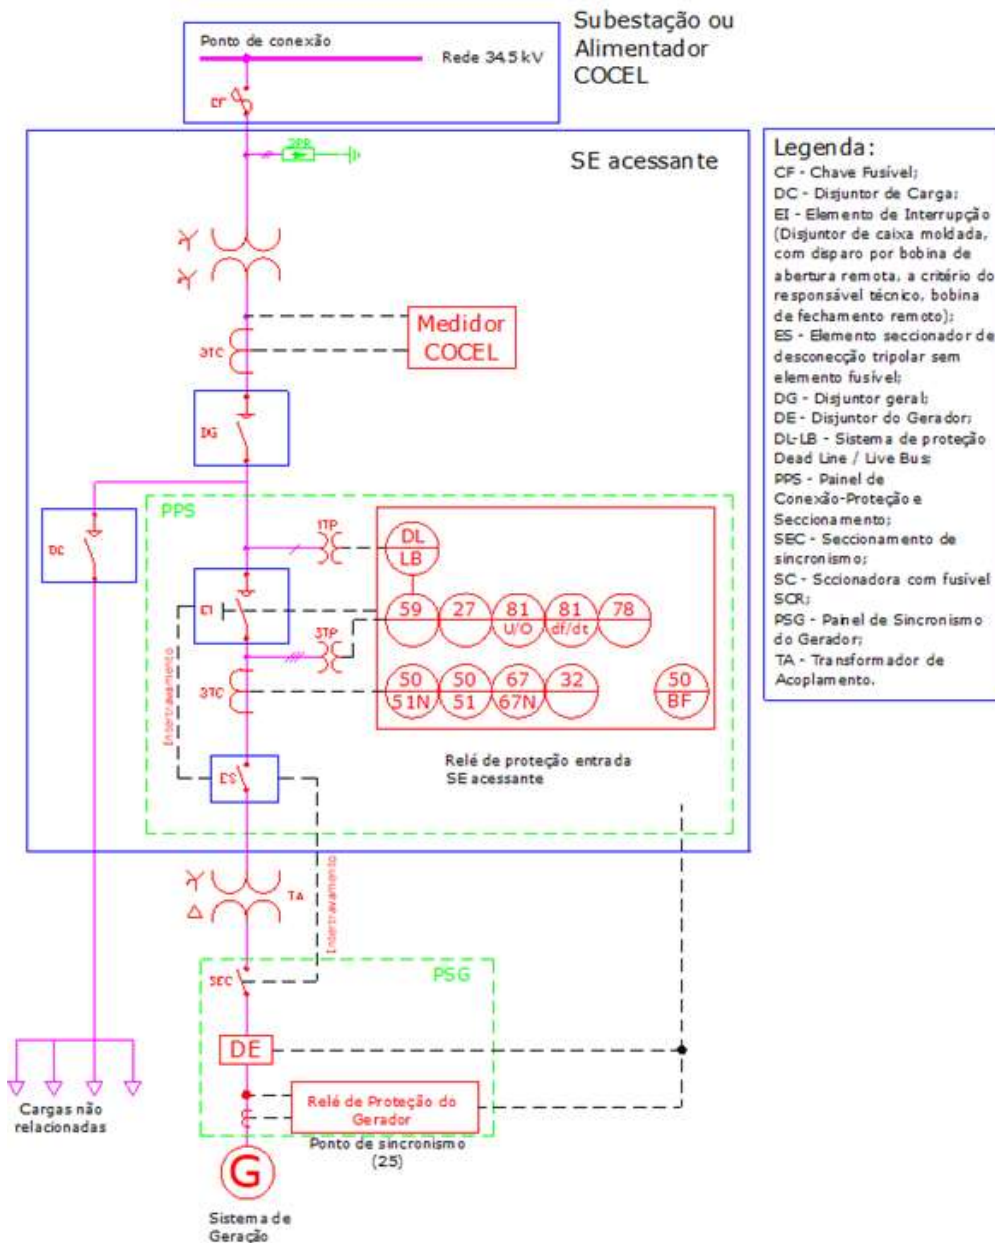 Subestação ou
Alimentador
COCEL
Ponto de conexão
Rede 34.5 kV
CF
SE acessante
3PR
3TC
Medidor
COCEL
DG
DC
PPS
1TP
DL
LB
EI
59
27
81
U/O
81
df/dt
78
3TP
3TC
50
51N
50
51
67
67N
32
50
BF
Intertravamento
Relé de proteção entrada
SE acessante
ES
TA
Intertravamento
PSG
SEC
DE
Relé de Proteção do
Gerador
Ponto de sincronismo
(25)
Cargas não
relacionadas
G
Sistema de
Geração
Legenda:
CF - Chave Fusível;
DC - Disjuntor de Carga;
EI - Elemento de Interrupção
(Disjuntor de caixa moldada,
com disparo por bobina de
abertura remota, a critério do
responsável técnico, bobina
de fechamento remoto);
ES - Elemento seccionador de
desconecção tripolar sem
elemento fusível;
DG - Disjuntor geral;
DE - Disjuntor do Gerador;
DL-LB - Sistema de proteção
Dead Line / Live Bus;
PPS - Painel de
Conexão-Proteção e
Seccionamento;
SEC - Seccionamento de
sincronismo;
SC - Sccionadora com fusível
SCR;
PSG - Painel de Sincronismo
do Gerador;
TA - Transformador de
Acoplamento.